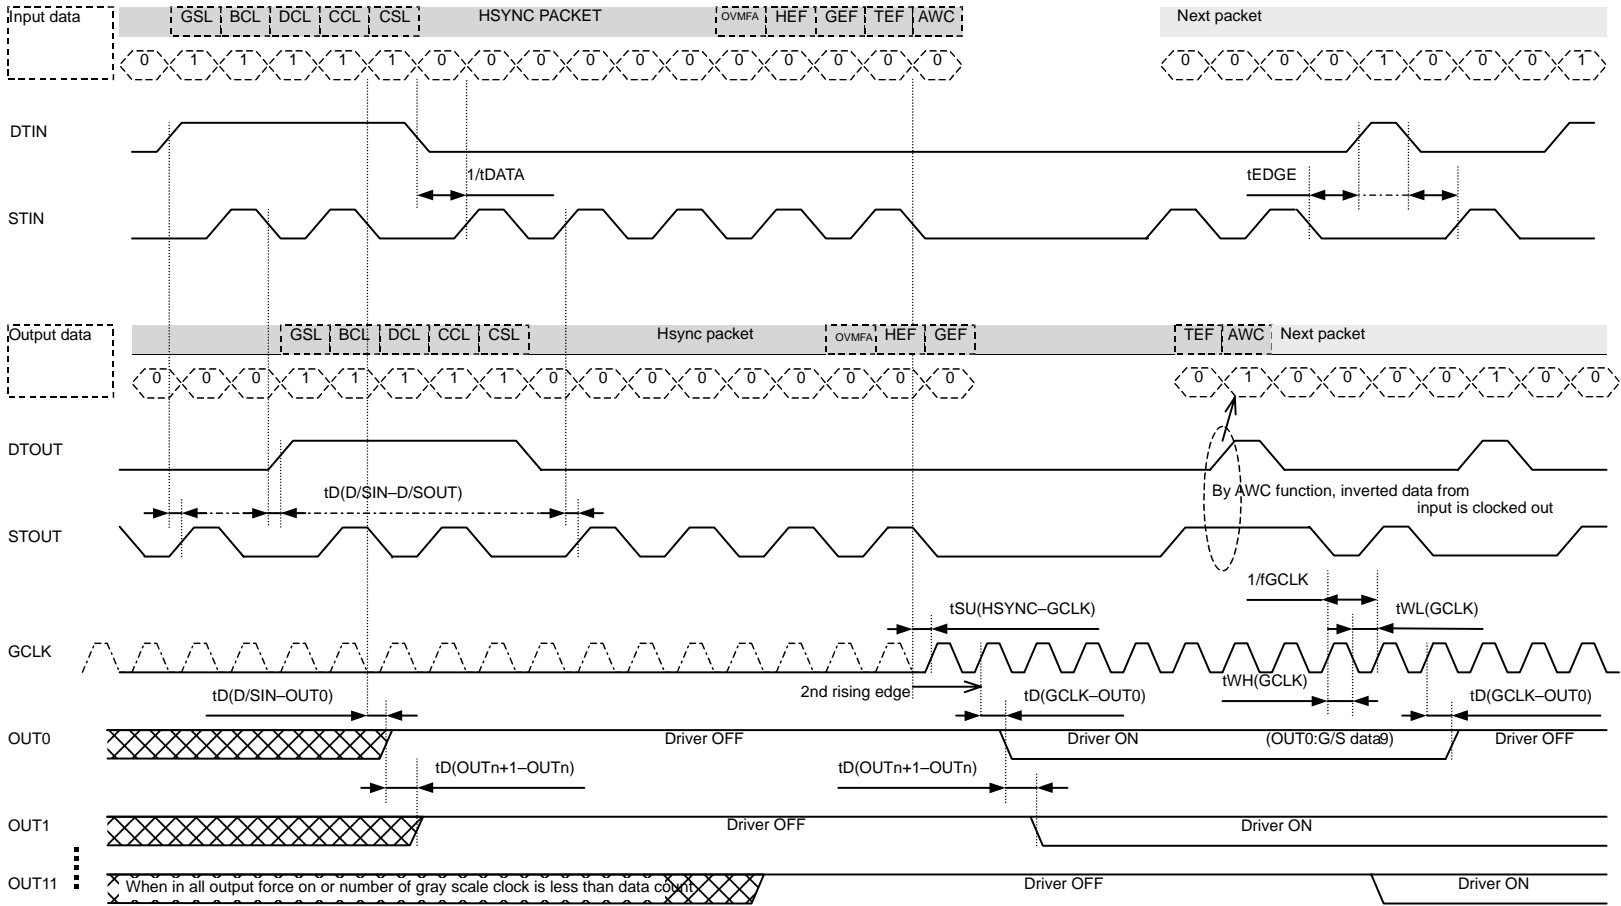 Input data GSL BCL DCL CCL CSL HSYNC PACKET OVMFA HEF GEF TEF AWC Next packet
0 1 1 1 1 1 0 0 0 0 0 0 0 0 0 0 0 0 0 0 0 1 0 0 0 1
DTIN
1/tDATA tEDGE
STIN
Output data GSL BCL DCL CCL CSL Hsync packet OVMFA HEF GEF TEF AWC Next packet
0 0 0 1 1 1 1 1 0 0 0 0 0 0 0 0 0 0 1 0 0 0 0 1 0 0
DTOUT
tD(D/SIN–D/SOUT) By AWC function, inverted data from
input is clocked out
STOUT
1/fGCLK
tSU(HSYNC–GCLK) tWL(GCLK)
GCLK
tD(D/SIN–OUT0) 2nd rising edge tD(GCLK–OUT0) tWH(GCLK) tD(GCLK–OUT0)
OUT0 Driver OFF Driver ON (OUT0:G/S data9) Driver OFF
tD(OUTn+1–OUTn) tD(OUTn+1–OUTn)
OUT1 Driver OFF Driver ON
OUT11 When in all output force on or number of gray scale clock is less than data count Driver OFF Driver ON